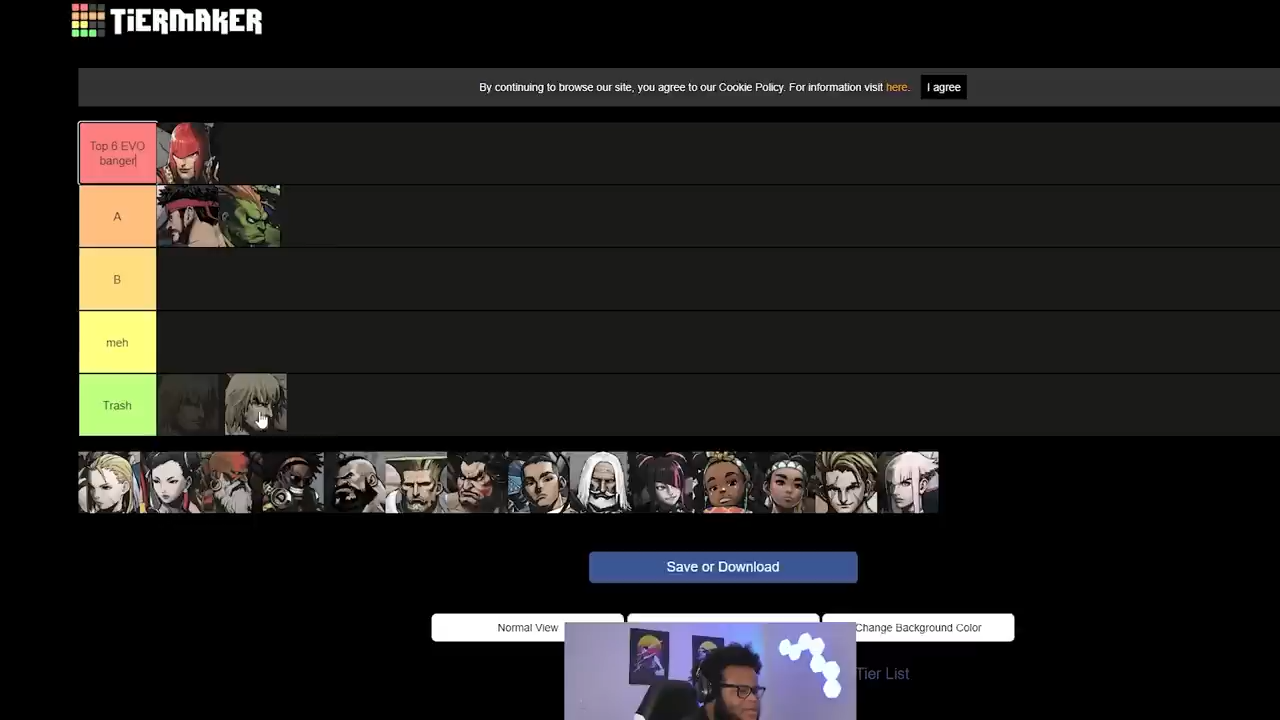 TiERMAKER
By continuing to browse our site, you agree to our Cookie Policy. For information visit here. I agree
Top 6 EVO
banger
A
B
meh
Trash
Save or Download
Normal View
Change Background Color
Tier List